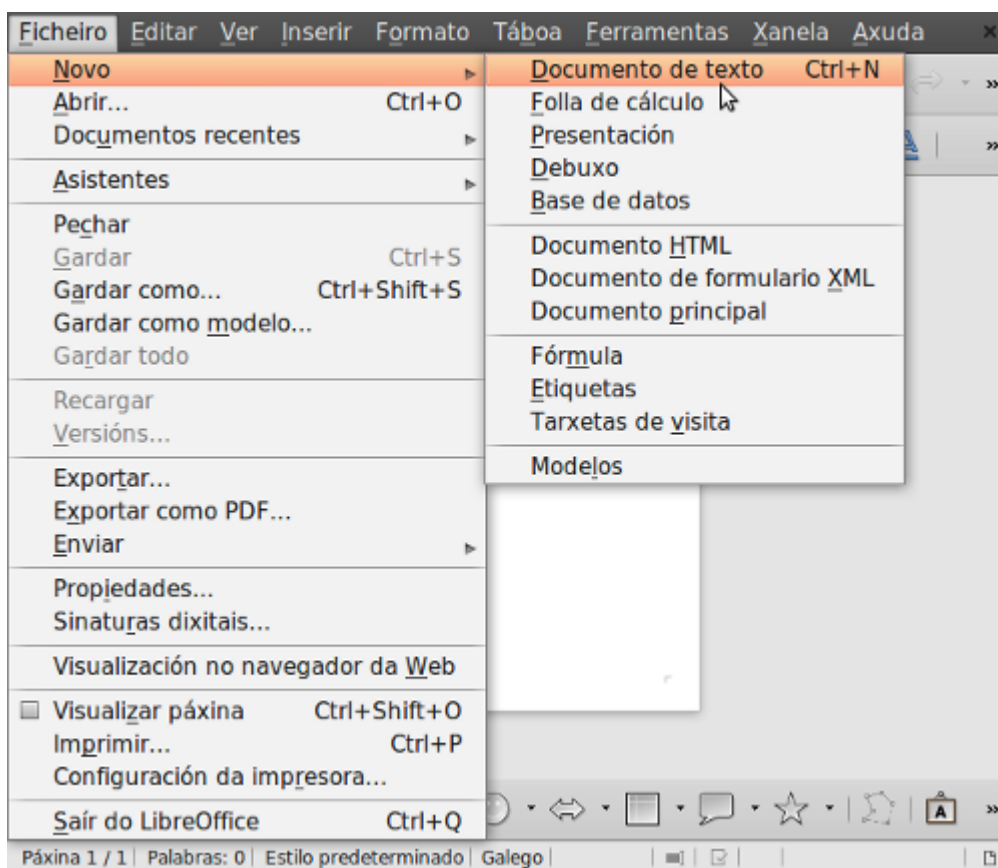 Ficheiro Editar Ver Inserir Formato Táboa Ferramentas Xanela Axuda
Novo
Abrir... Ctrl+O
Documentos recentes
Asistentes
Pechar
Gardar Ctrl+S
Gardar como... Ctrl+Shift+S
Gardar como modelo...
Gardar todo
Recargar
Versións...
Exportar...
Exportar como PDF...
Enviar
Propiedades...
Sinaturas dixitais...
Visualización no navegador da Web
Visualizar páxina Ctrl+Shift+O
Imprimir... Ctrl+P
Configuración da impresora...
Saír do LibreOffice Ctrl+Q
Documento de texto Ctrl+N
Folla de cálculo
Presentación
Debuxo
Base de datos
Documento HTML
Documento de formulario XML
Documento principal
Fórmula
Etiquetas
Tarxetas de visita
Modelos
Páxina 1 / 1 Palabras: 0 Estilo predeterminado Galego